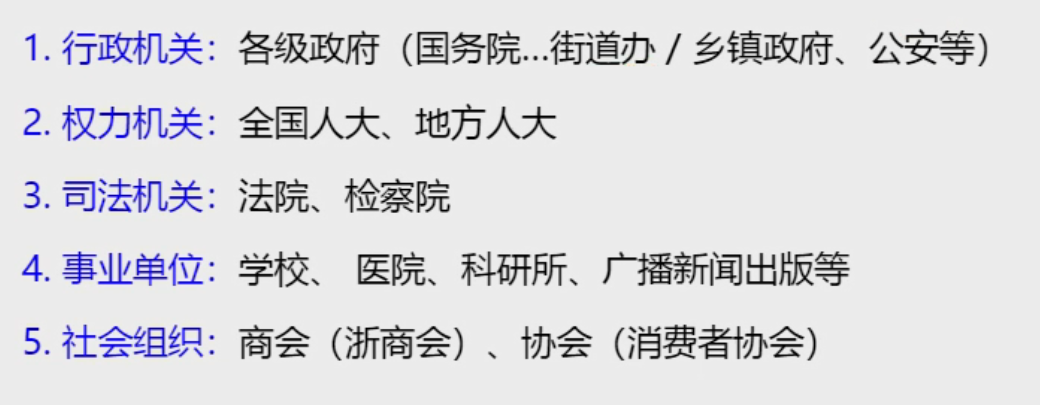 1. 行政机关：各级政府（国务院...街道办 / 乡镇政府、公安等）
2. 权力机关：全国人大、地方人大
3. 司法机关：法院、检察院
4. 事业单位：学校、 医院、科研所、广播新闻出版等
5. 社会组织：商会（浙商会）、协会（消费者协会）